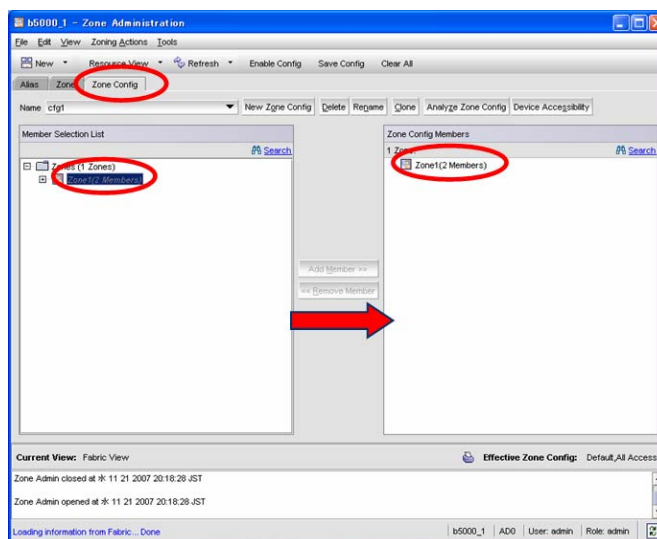 b5000_1 - Zone Administration
File Edit View Zoning Actions Tools
New Resource View Refresh Enable Config Save Config Clear All
Alias Zone Zone Config
Name cfg1 New Zone Config Delete Rename Clone Analyze Zone Config Device Accessibility
Member Selection List
Search
Zones (1 Zones)
Zone1(2 Members)
Add Member >>
<< Remove Member
Zone Config Members
1 Zone
Search
Zone1(2 Members)
Current View: Fabric View
Effective Zone Config: Default,All Access
Zone Admin closed at 水 11 21 2007 20:18:28 JST
Zone Admin opened at 水 11 21 2007 20:18:28 JST
Loading information from Fabric... Done
b5000_1 AD0 User: admin Role: admin